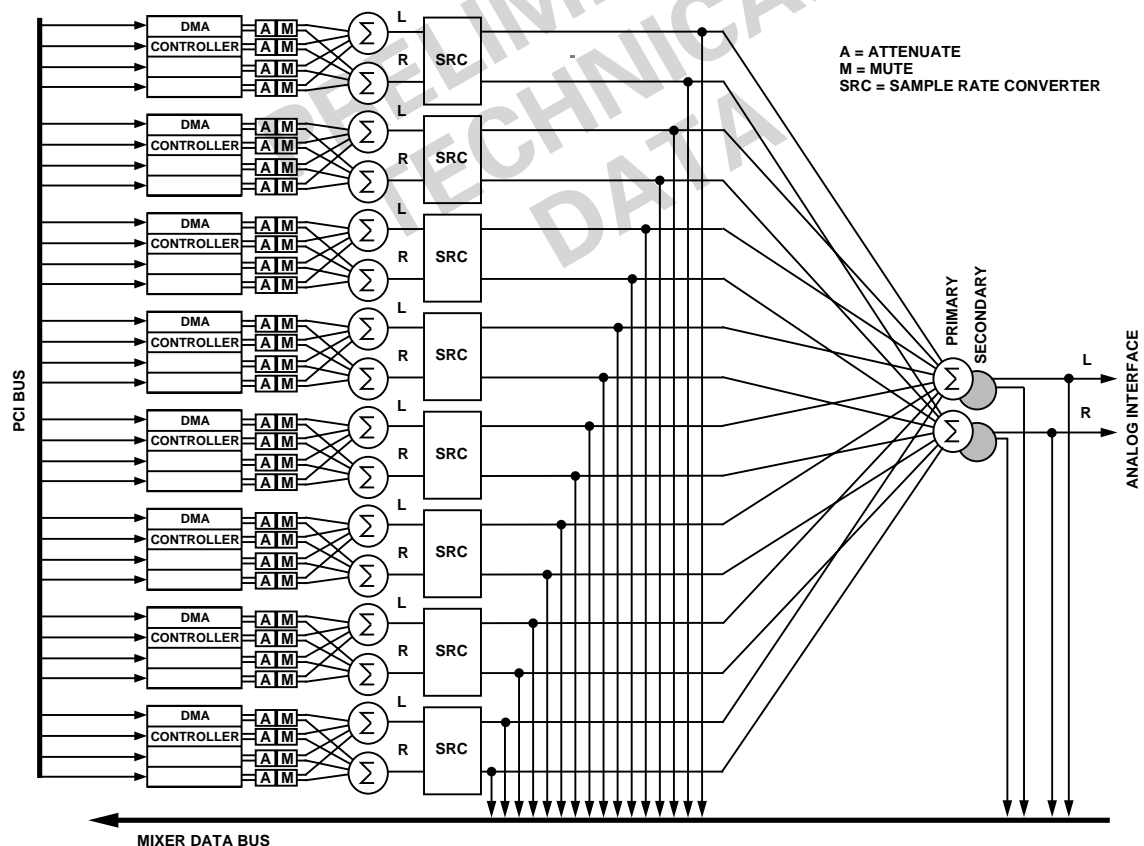 PCI BUS
DMA
CONTROLLER
A M
A M
A M
A M
Σ
Σ
L
R
SRC
DMA
CONTROLLER
A M
A M
A M
A M
Σ
Σ
L
R
SRC
DMA
CONTROLLER
A M
A M
A M
A M
Σ
Σ
L
R
SRC
DMA
CONTROLLER
A M
A M
A M
A M
Σ
Σ
L
R
SRC
DMA
CONTROLLER
A M
A M
A M
A M
Σ
Σ
L
R
SRC
DMA
CONTROLLER
A M
A M
A M
A M
Σ
Σ
L
R
SRC
DMA
CONTROLLER
A M
A M
A M
A M
Σ
Σ
L
R
SRC
DMA
CONTROLLER
A M
A M
A M
A M
Σ
Σ
L
R
SRC
A = ATTENUATE
M = MUTE
SRC = SAMPLE RATE CONVERTER
TECHNICAL
DATA
PRIMARY
SECONDARY
Σ
Σ
L
R
ANALOG INTERFACE
MIXER DATA BUS